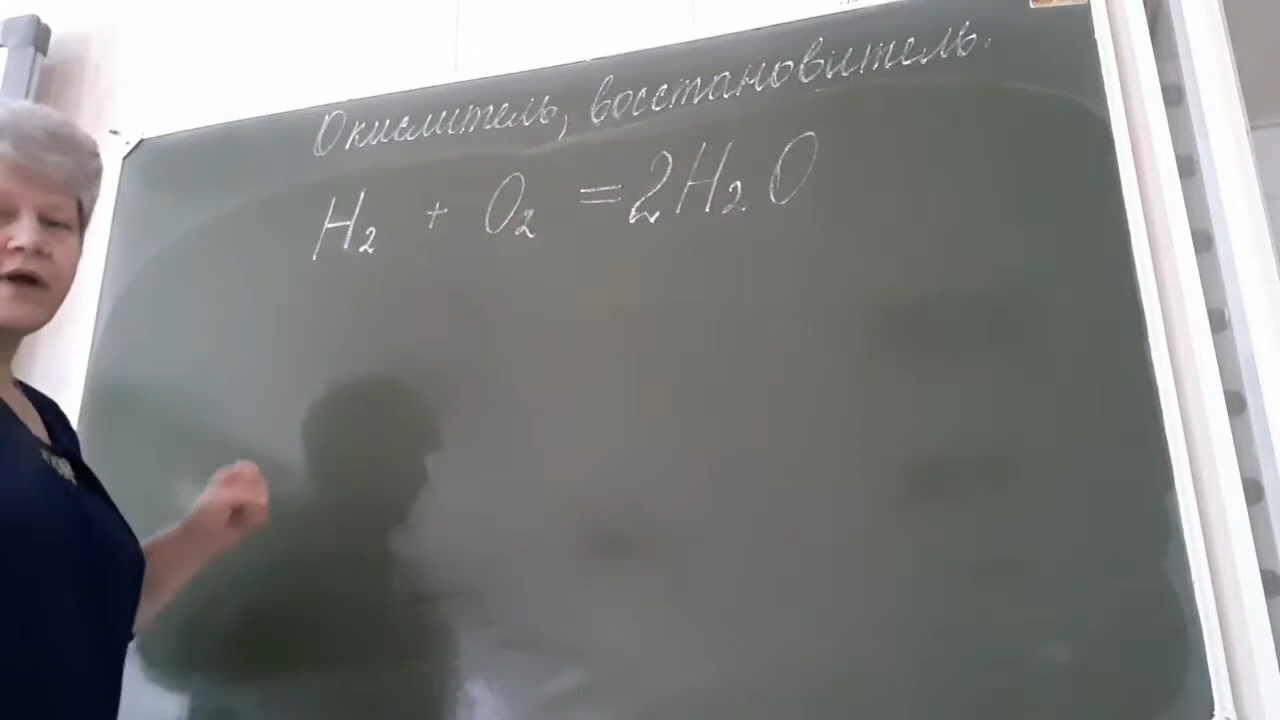 Окислитель, восстановитель.
H₂ + O₂ = 2H₂O